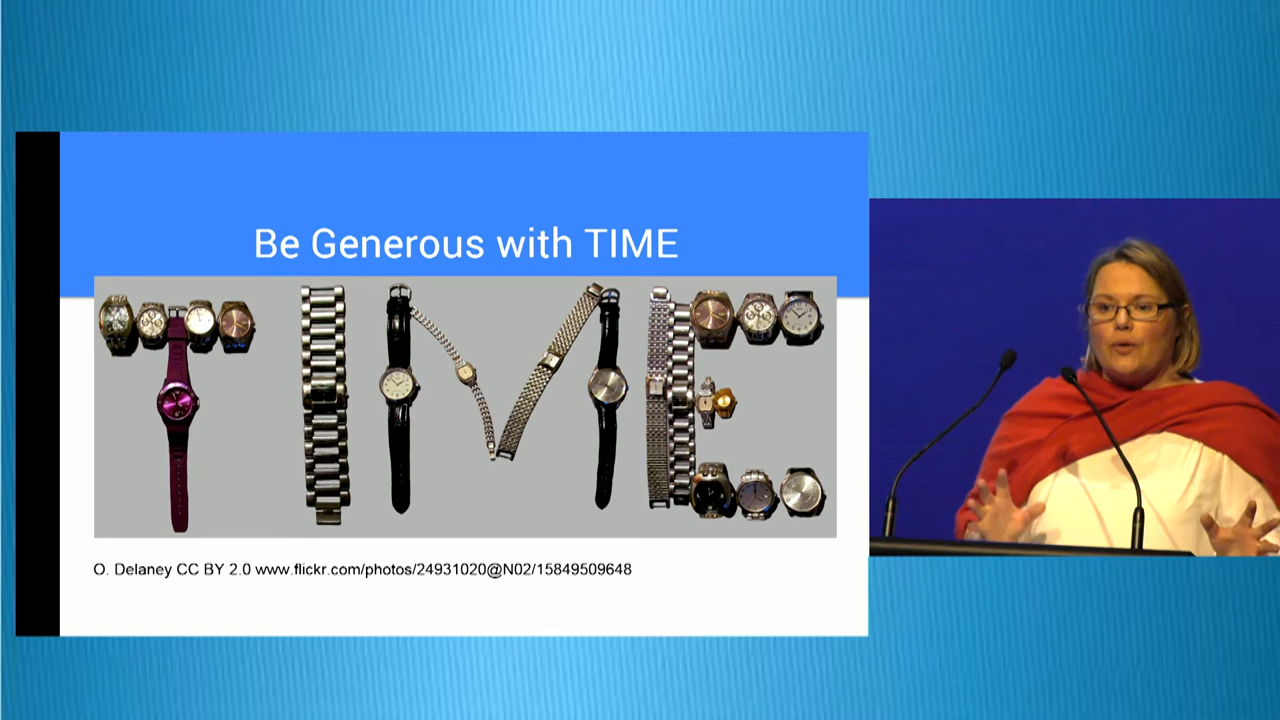 Be Generous with TIME
TIME
O. Delaney CC BY 2.0 www.flickr.com/photos/24931020@N02/15849509648